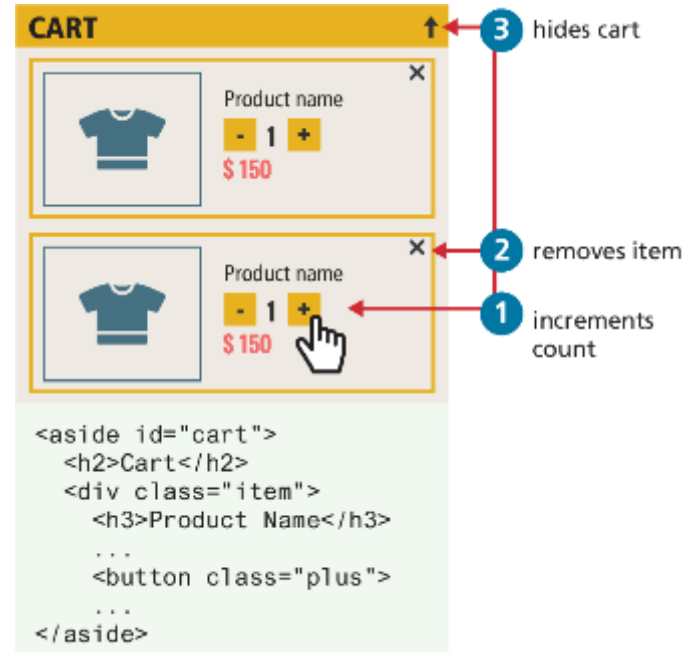 CART
3 hides cart
Product name
- 1 +
$ 150
2 removes item
Product name
- 1 +
$ 150
1 increments
count
<aside id="cart">
<h2>Cart</h2>
<div class="item">
<h3>Product Name</h3>
...
<button class="plus">
...
</aside>